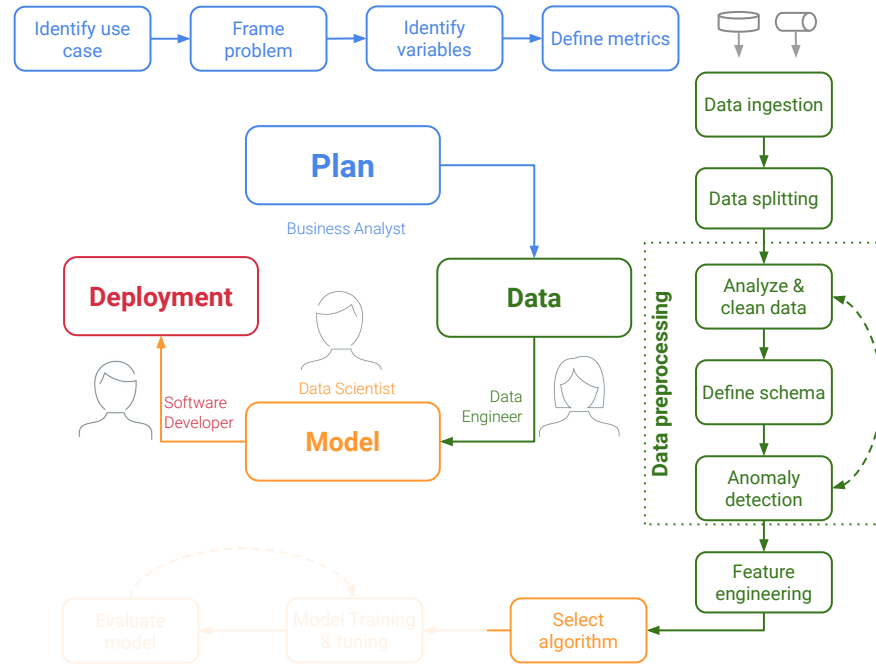 Identify use
case
Frame
problem
Identify
variables
Define metrics
Data ingestion
Data splitting
Data preprocessing
Analyze &
clean data
Define schema
Anomaly
detection
Feature
engineering
Plan
Business Analyst
Deployment
Data
Software
Developer
Data Scientist
Data
Engineer
Model
Evaluate
model
Model Training
& tuning
Select
algorithm